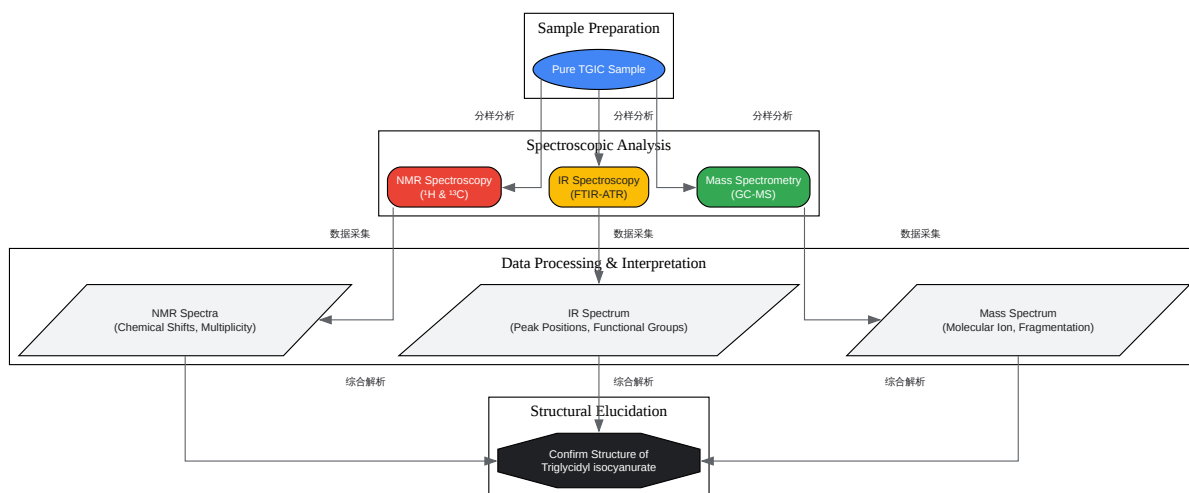 Sample Preparation
Pure TGIC Sample
分样分析 分样分析 分样分析
Spectroscopic Analysis
NMR Spectroscopy
(¹H & ¹³C)
IR Spectroscopy
(FTIR-ATR)
Mass Spectrometry
(GC-MS)
数据采集 数据采集 数据采集
Data Processing & Interpretation
NMR Spectra
(Chemical Shifts, Multiplicity)
IR Spectrum
(Peak Positions, Functional Groups)
Mass Spectrum
(Molecular Ion, Fragmentation)
综合解析 综合解析 综合解析
Structural Elucidation
Confirm Structure of
Triglycidyl isocyanurate